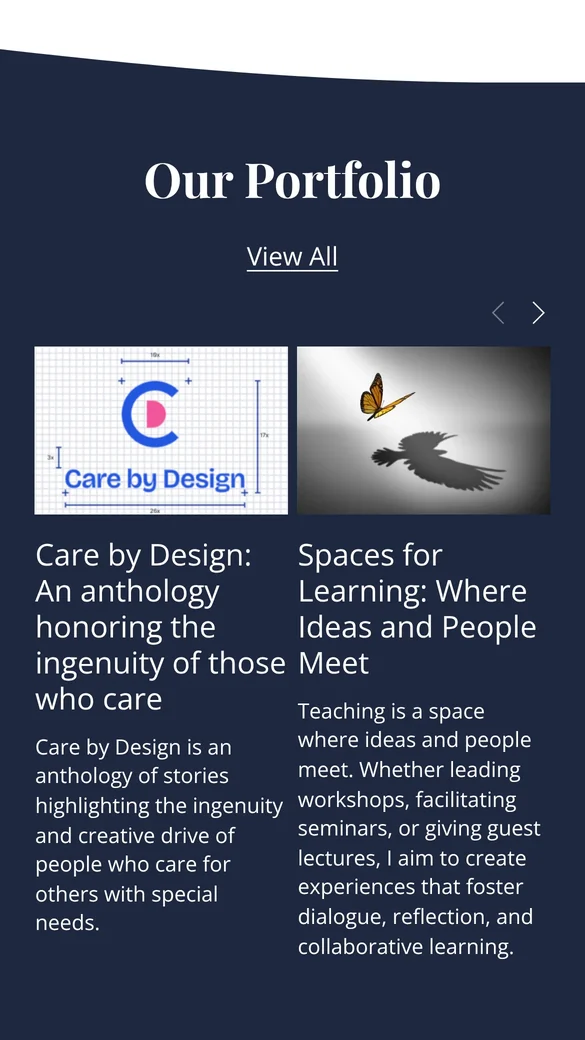 Our Portfolio
View All
19x
3x
17x
Care by Design
26x
Care by Design:
An anthology
honoring the
ingenuity of those
who care
Care by Design is an
anthology of stories
highlighting the ingenuity
and creative drive of
people who care for
others with special
needs.
Spaces for
Learning: Where
Ideas and People
Meet
Teaching is a space
where ideas and people
meet. Whether leading
workshops, facilitating
seminars, or giving guest
lectures, I aim to create
experiences that foster
dialogue, reflection, and
collaborative learning.